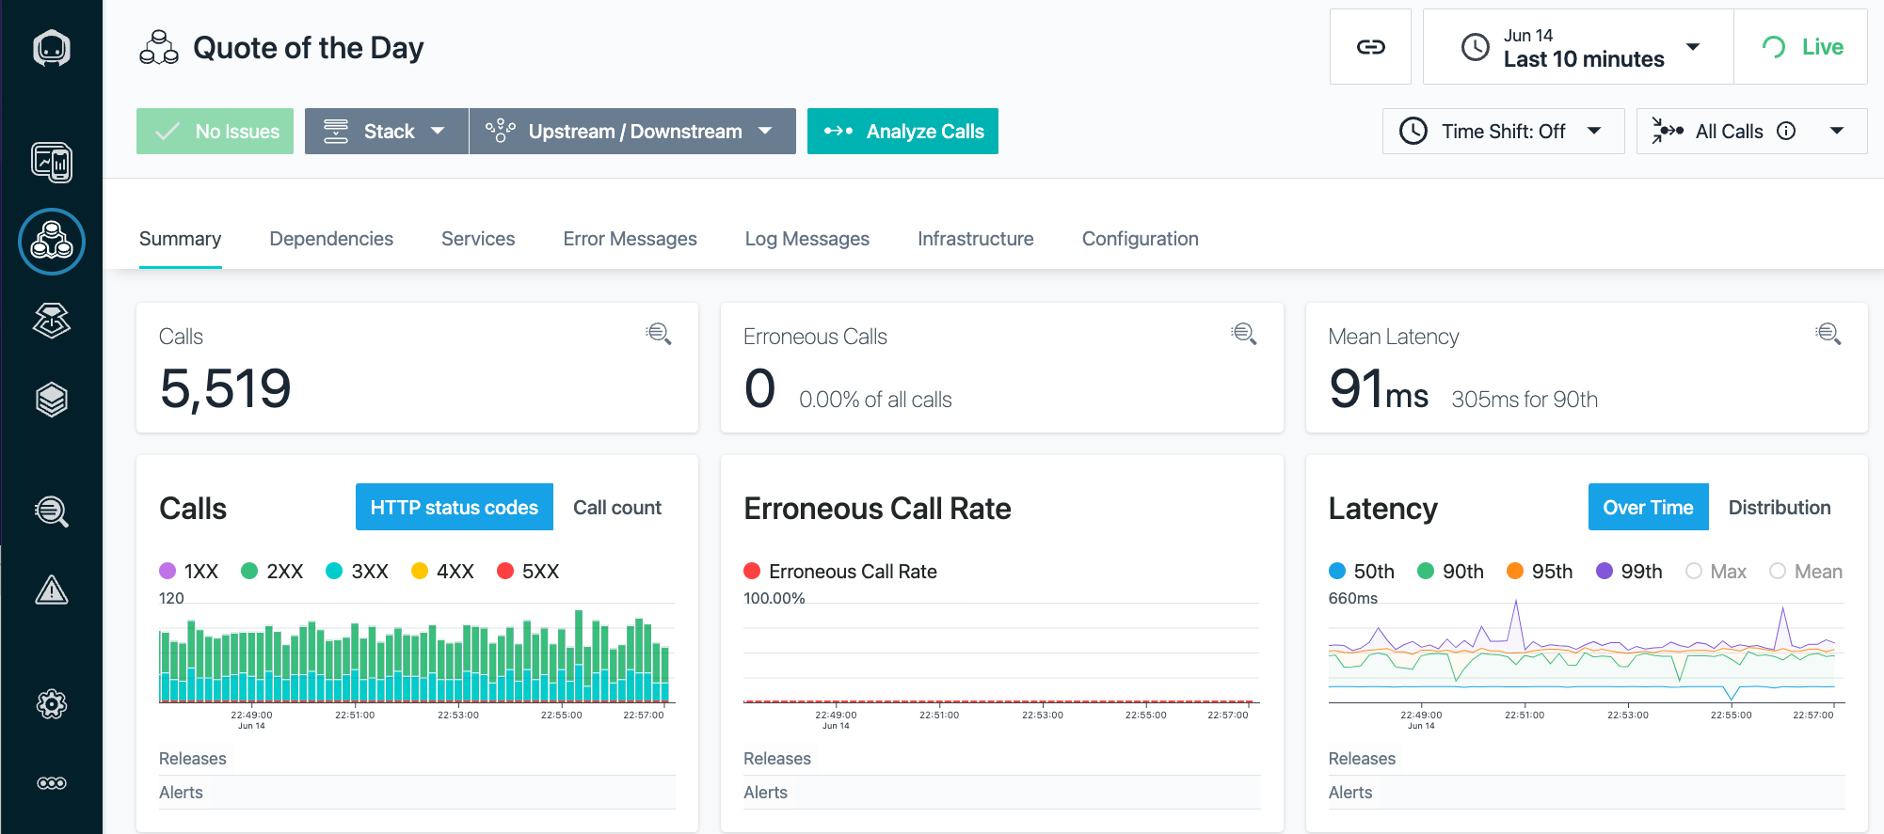 Quote of the Day
Jun 14
Last 10 minutes
Live
No Issues
Stack
Upstream / Downstream
Analyze Calls
Time Shift: Off
All Calls
Summary
Dependencies
Services
Error Messages
Log Messages
Infrastructure
Configuration
Calls
5,519
Erroneous Calls
0 0.00% of all calls
Mean Latency
91ms 305ms for 90th
Calls
HTTP status codes
Call count
1XX 2XX 3XX 4XX 5XX
120
22:49:00 22:51:00 22:53:00 22:55:00 22:57:00
Jun 14
Releases
Alerts
Erroneous Call Rate
Erroneous Call Rate
100.00%
22:49:00 22:51:00 22:53:00 22:55:00 22:57:00
Jun 14
Releases
Alerts
Latency
Over Time
Distribution
50th 90th 95th 99th Max Mean
660ms
22:49:00 22:51:00 22:53:00 22:55:00 22:57:00
Jun 14
Releases
Alerts